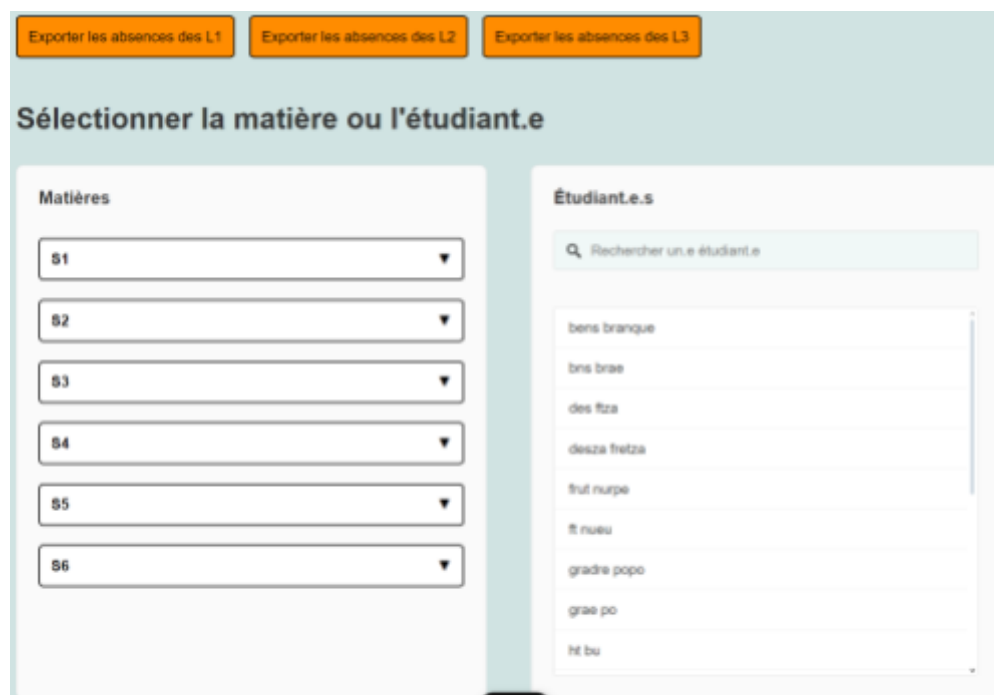 Exporter les absences des L1
Exporter les absences des L2
Exporter les absences des L3
Sélectionner la matière ou l'étudiant.e
Matières
S1
S2
S3
S4
S5
S6
Étudiant.e.s
Rechercher un.e étudiant.e
bens branque
bns brae
des ftza
desza fretza
frut nurpe
ft nueu
gradre popo
grae po
ht bu